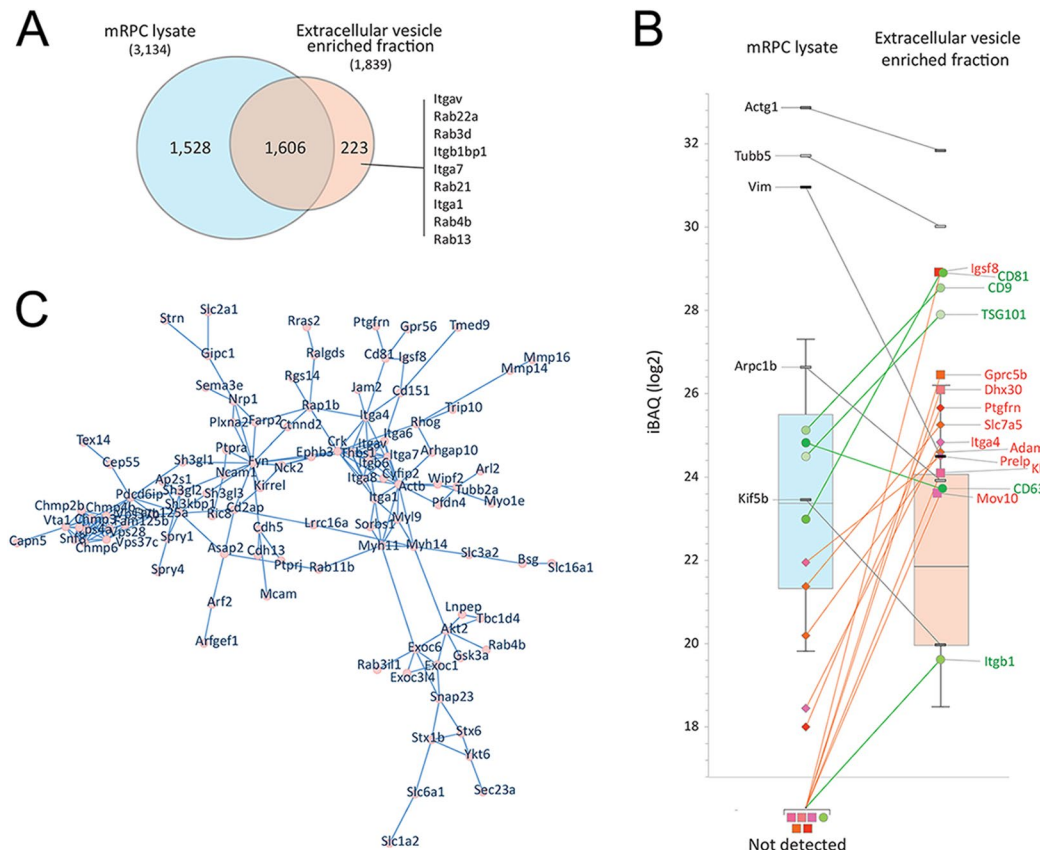 A
mRPC lysate
(3,134)
Extracellular vesicle
enriched fraction
(1,839)
1,528
1,606
223
Itgav
Rab22a
Rab3d
Itgb1bp1
Itga7
Rab21
Itga1
Rab4b
Rab13
B
mRPC lysate
Extracellular vesicle
enriched fraction
iBAQ (log2)
32
30
28
26
24
22
20
18
Actg1
Tubb5
Vim
Arpc1b
Kif5b
Igsf8
CD81
CD9
TSG101
Gprc5b
Dhx30
Ptgfrn
Slc7a5
Itga4
Adam
Prelp
CD63
Mov10
Itgb1
Not detected
C
Strn
Slc2a1
Gipc1
Rras2
Ptgfrn
Gpr56
Tmed9
Ralgds
Cd81
Igsf8
Mmp16
Mmp14
Sema3e
Rgs14
Jam2
Cd151
Nrp1
Rap1b
Trip10
Plxna2
Farp2
Ctnnd2
Itga4
Rhog
Tex14
Ptpra
Crk
Itga6
Itgav
Arhgap10
Cep55
Sh3gl1
Fyn
Ephb3
Thbs1
Itga7
Ncam1
Nck2
Itgb6
Arl2
Ap2s1
Kirrel
Itga8
Cyfip2
Wipf2
Pdcd6ip
Sh3gl2
Sh3gl3
Actb
Tubb2a
Chmp2b
Chmp4b
Sh3kbp1
Cd2ap
Itga1
Pfdn4
Myo1e
Vta1
Chmp3
Fam125b
Ric8
Cdh5
Lrrc16a
Sorbs1
Myl9
Capn5
Snf8
Vps4a
Vps28
Spry1
Chmp6
Vps37c
Asap2
Cdh13
Myh11
Myh14
Slc3a2
Spry4
Ptprj
Rab11b
Bsg
Slc16a1
Mcam
Arf2
Arfgef1
Lnpep
Tbc1d4
Akt2
Exoc6
Rab4b
Rab3il1
Exoc1
Gsk3a
Exoc3l4
Snap23
Stx1b
Stx6
Ykt6
Slc6a1
Sec23a
Slc1a2